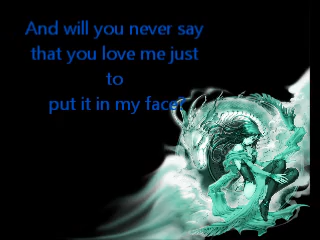 And will you never say
that you love me just
to
put it in my face?